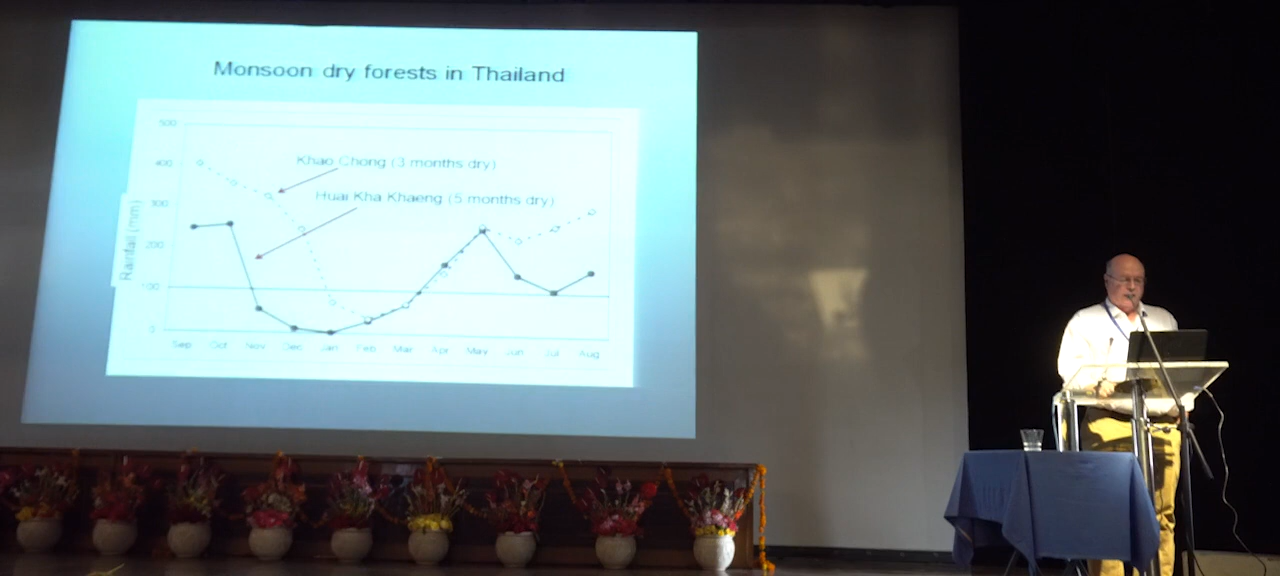 Monsoon dry forests in Thailand
500
400
Khao Chong (3 months dry)
300
Huai Kha Khaeng (5 months dry)
Rainfall (mm)
200
100
0
Sep Oct Nov Dec Jan Feb Mar Apr May Jun Jul Aug